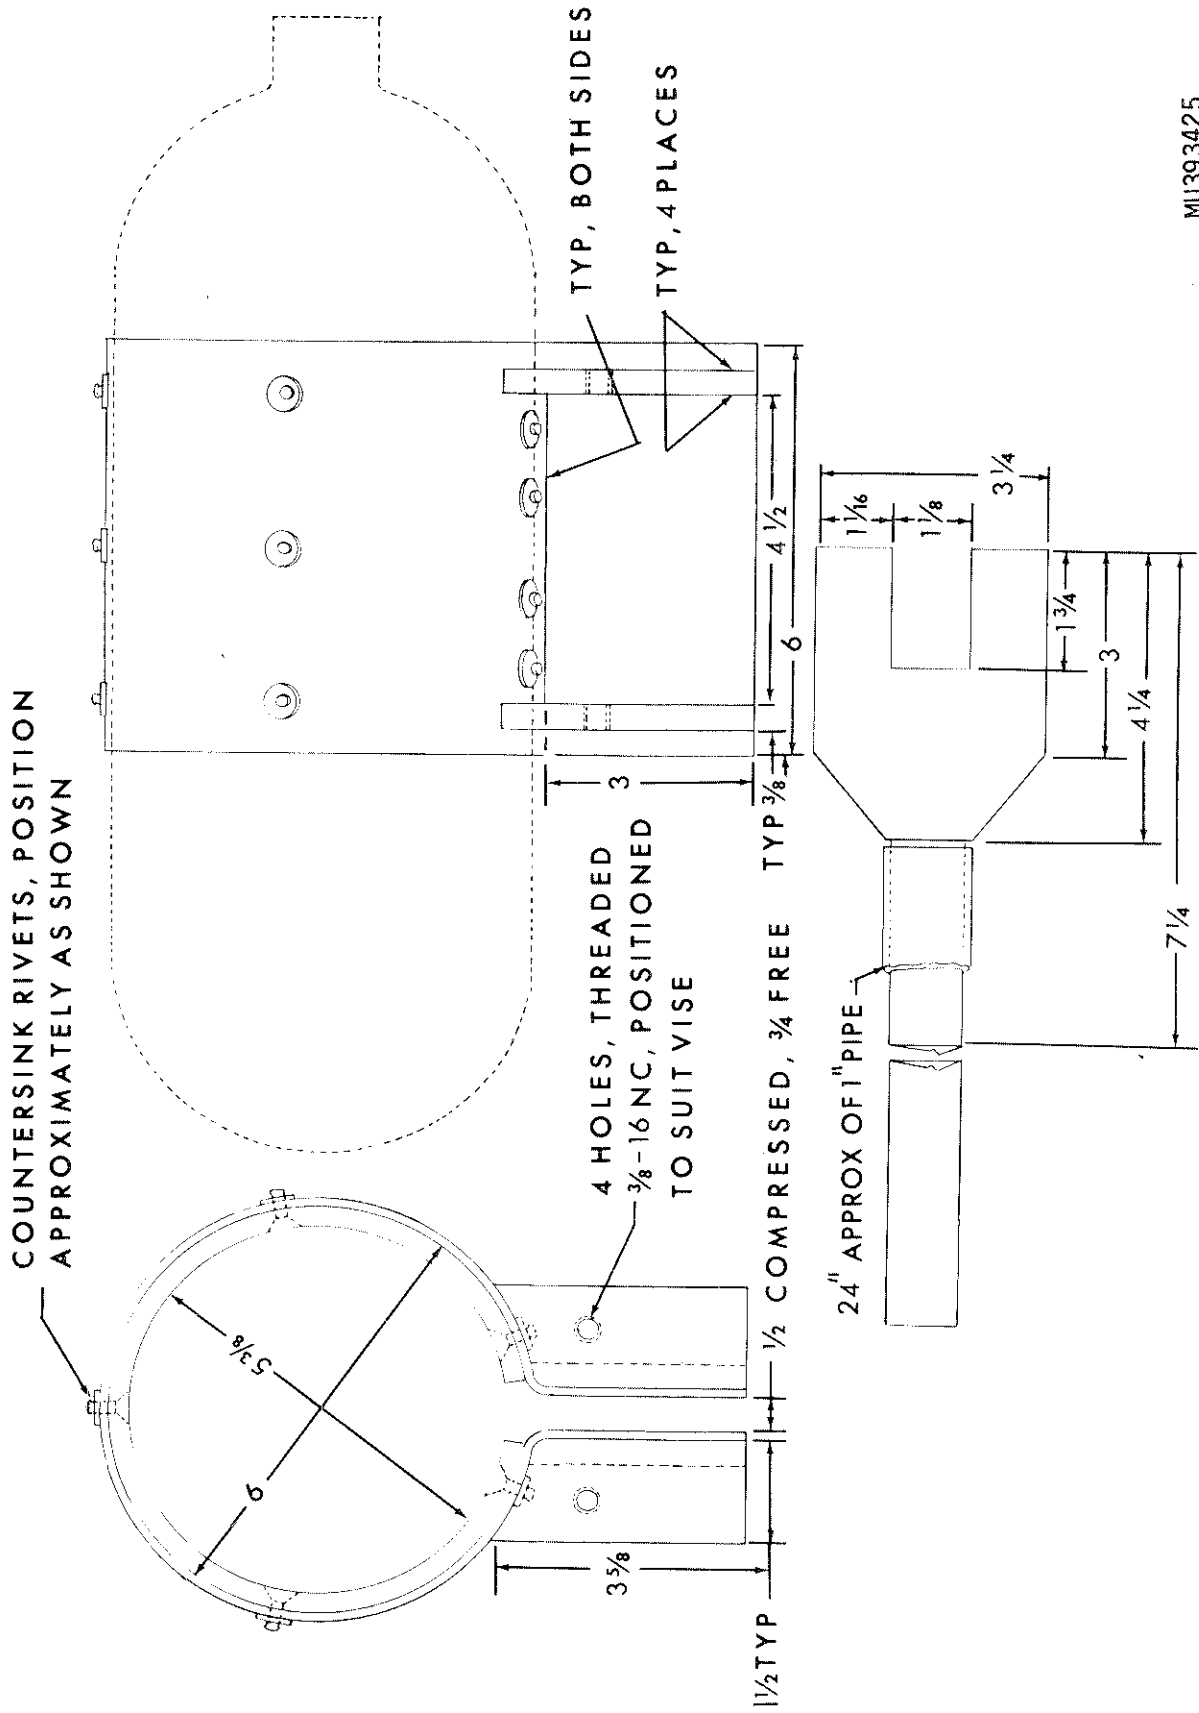 COUNTERSINK RIVETS, POSITION
APPROXIMATELY AS SHOWN
TYP, BOTH SIDES
TYP, 4 PLACES
6
5 3/8
3 5/8
1 1/2 TYP
4 HOLES, THREADED
3/8-16 NC, POSITIONED
TO SUIT VISE
1/2 COMPRESSED, 3/4 FREE
TYP 3/8
3
4 1/2
6
24" APPROX OF 1" PIPE
1 1/16
1 1/8
3 1/4
1 3/4
3
4 1/4
7 1/4
MU393425